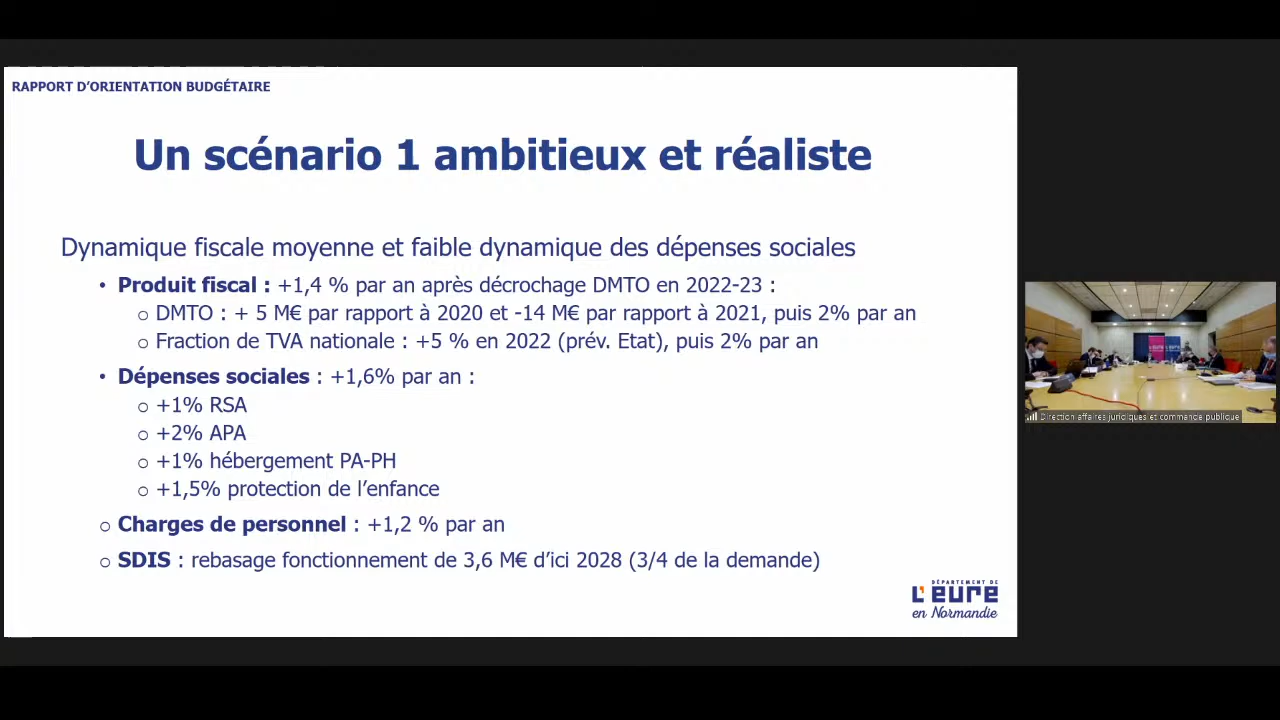 RAPPORT D'ORIENTATION BUDGÉTAIRE
Un scénario 1 ambitieux et réaliste
Dynamique fiscale moyenne et faible dynamique des dépenses sociales
• Produit fiscal : +1,4 % par an après décrochage DMTO en 2022-23 :
o DMTO : + 5 M€ par rapport à 2020 et -14 M€ par rapport à 2021, puis 2% par an
o Fraction de TVA nationale : +5 % en 2022 (prév. Etat), puis 2% par an
• Dépenses sociales : +1,6% par an :
o +1% RSA
o +2% APA
o +1% hébergement PA-PH
o +1,5% protection de l'enfance
o Charges de personnel : +1,2 % par an
o SDIS : rebasage fonctionnement de 3,6 M€ d'ici 2028 (3/4 de la demande)
DÉPARTEMENT DE
L'EURE
en Normandie
Direction affaires juridiques et commande publique